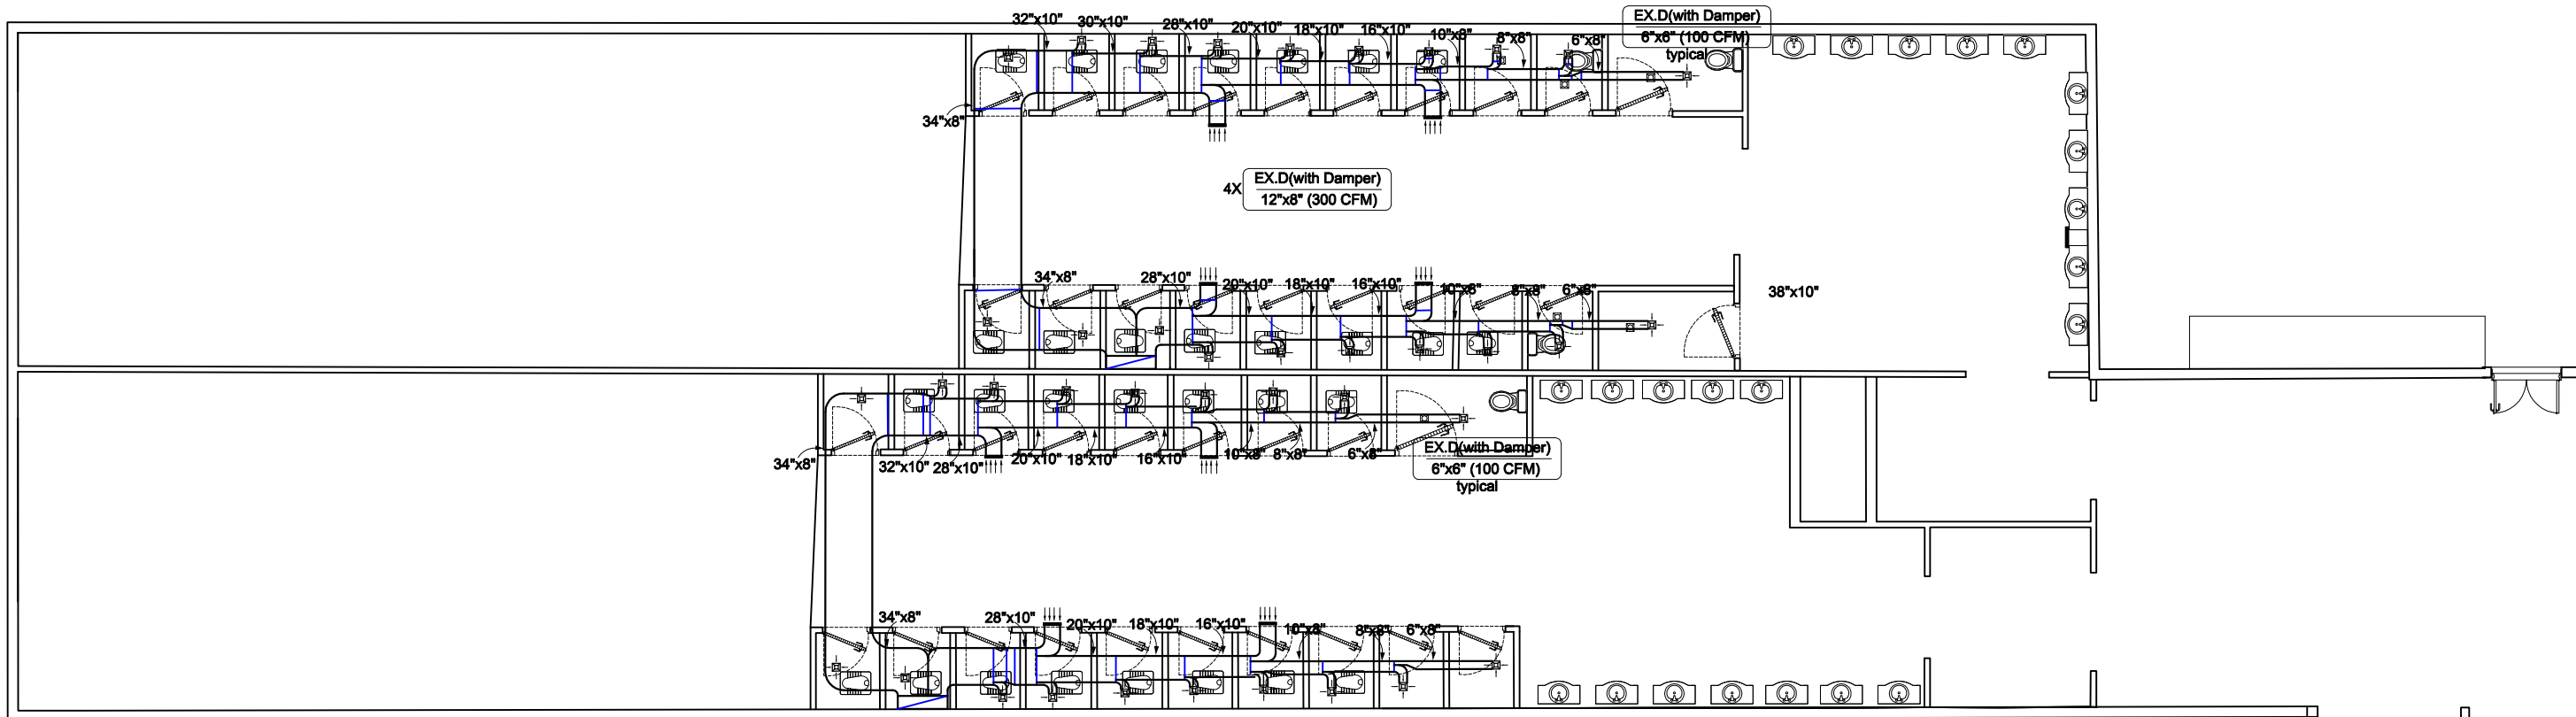 32"x10"
30"x10"
28"x10"
20"x10"
18"x10"
16"x10"
10"x8"
8"x8"
6"x8"
EX.D(with Damper)
6"x6" (100 CFM)
typical
34"x8"
4X
EX.D(with Damper)
12"x8" (300 CFM)
34"x8"
28"x10"
20"x10"
18"x10"
16"x10"
10"x8"
8"x8"
6"x8"
38"x10"
34"x8"
32"x10"
28"x10"
20"x10"
18"x10"
16"x10"
10"x8"
8"x8"
6"x8"
EX.D(with Damper)
6"x6" (100 CFM)
typical
34"x8"
28"x10"
20"x10"
18"x10"
16"x10"
10"x8"
8"x8"
6"x8"